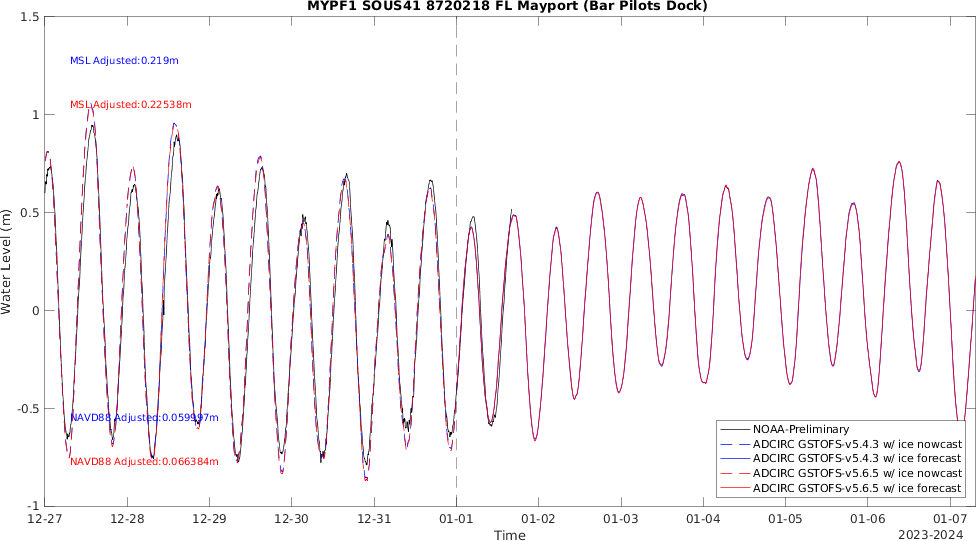 MYPF1 SOUS41 8720218 FL Mayport (Bar Pilots Dock)
1.5
MSL Adjusted:0.219m
MSL Adjusted:0.22538m
1
0.5
Water Level (m)
0
-0.5
NAVD88 Adjusted:0.059997m
NAVD88 Adjusted:0.066384m
-1
NOAA-Preliminary
ADCIRC GSTOFS-v5.4.3 w/ ice nowcast
ADCIRC GSTOFS-v5.4.3 w/ ice forecast
ADCIRC GSTOFS-v5.6.5 w/ ice nowcast
ADCIRC GSTOFS-v5.6.5 w/ ice forecast
12-27 12-28 12-29 12-30 12-31 01-01 01-02 01-03 01-04 01-05 01-06 01-07
Time
2023-2024